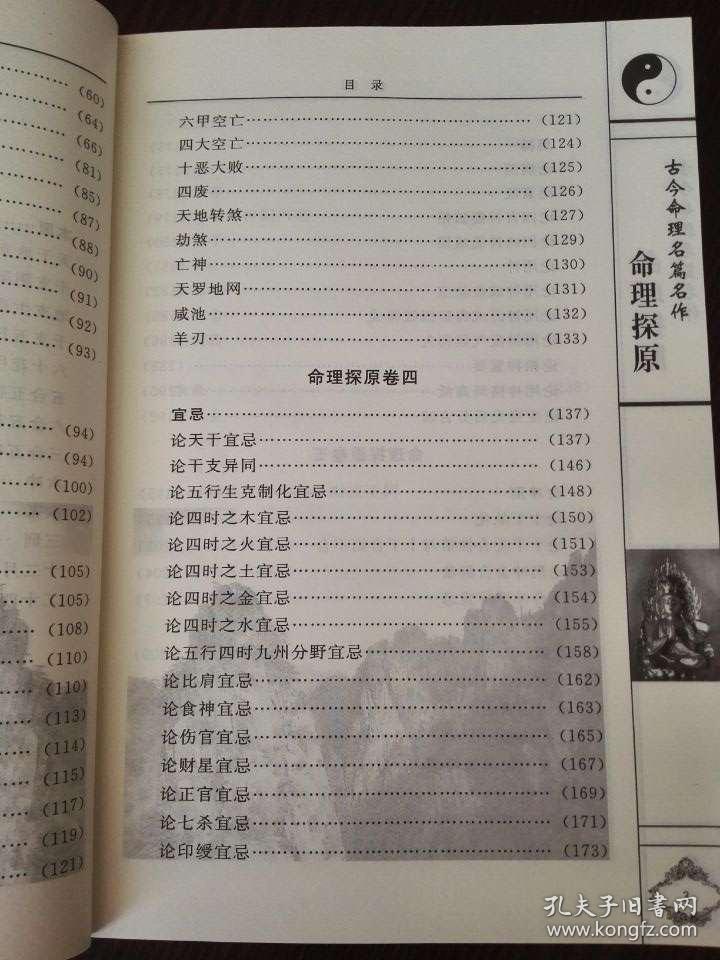 (60)
(64)
(66)
(81)
(85)
(87)
(88)
(90)
(91)
(92)
(93)
(94)
(94)
(100)
(102)
(105)
(105)
(108)
(110)
(110)
(113)
(114)
(115)
(117)
(119)
(121)
目 录
六甲空亡……(121)
四大空亡……(124)
十恶大败……(125)
四废……(126)
天地转煞……(127)
劫煞……(129)
亡神……(130)
天罗地网……(131)
咸池……(132)
羊刃……(133)
命理探原卷四
宜忌……(137)
论天干宜忌……(137)
论干支异同……(146)
论五行生克制化宜忌……(148)
论四时之木宜忌……(150)
论四时之火宜忌……(151)
论四时之土宜忌……(153)
论四时之金宜忌……(154)
论四时之水宜忌……(155)
论五行四时九州分野宜忌……(158)
论比肩宜忌……(162)
论食神宜忌……(163)
论伤官宜忌……(165)
论财星宜忌……(167)
论正官宜忌……(169)
论七杀宜忌……(171)
论印绶宜忌……(173)
古今命理名篇名作
命理探原
孔夫子旧书网
www.kongfz.com